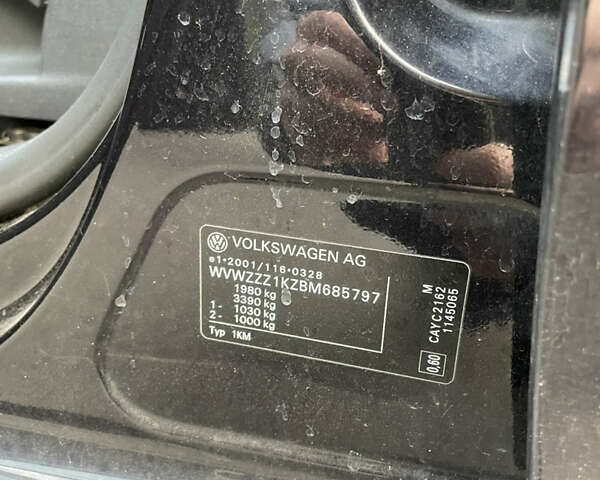 VOLKSWAGEN AG
e1*2001/116*0328
WVWZZZ1KZBM685797
1980 kg
3390 kg
1- 1030 kg
2- 1000 kg
Typ 1KM
M
CAYC2162
1145065
0,60